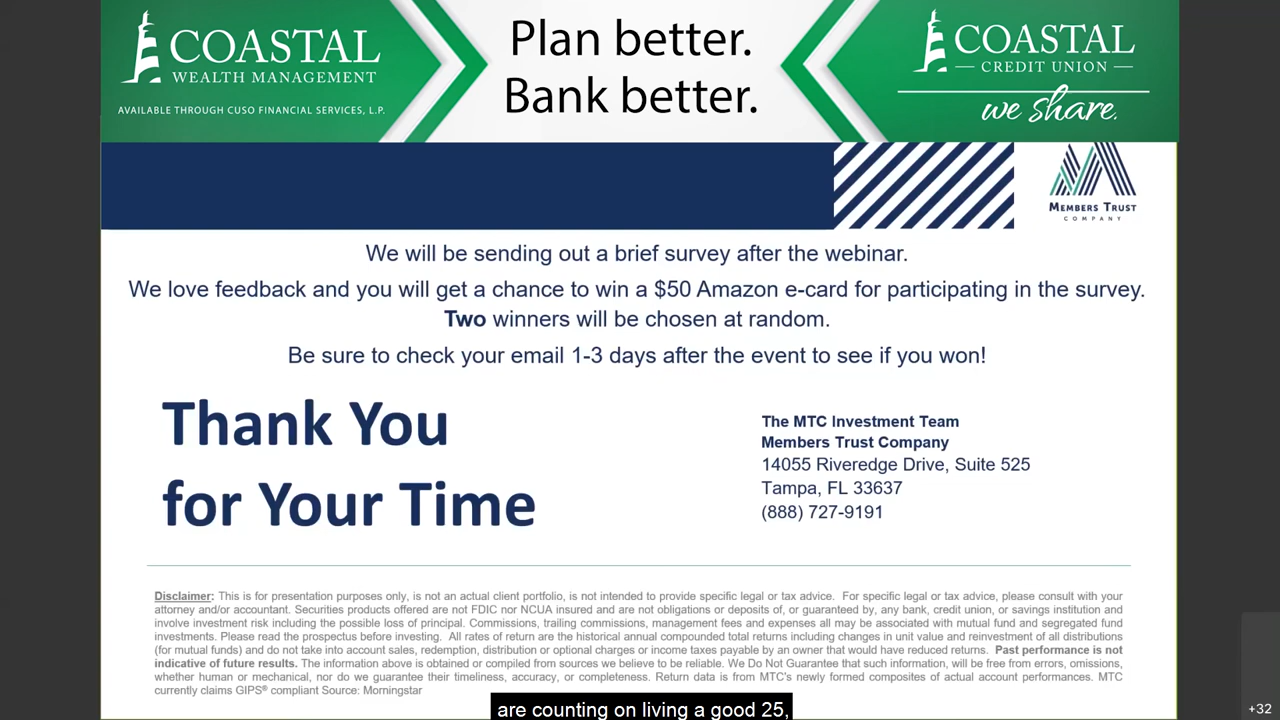 COASTAL
WEALTH MANAGEMENT
AVAILABLE THROUGH CUSO FINANCIAL SERVICES, L.P.
Plan better.
Bank better.
COASTAL
CREDIT UNION
we share.
MEMBERS TRUST
COMPANY
We will be sending out a brief survey after the webinar.
We love feedback and you will get a chance to win a $50 Amazon e-card for participating in the survey.
Two winners will be chosen at random.
Be sure to check your email 1-3 days after the event to see if you won!
Thank You
for Your Time
The MTC Investment Team
Members Trust Company
14055 Riveredge Drive, Suite 525
Tampa, FL 33637
(888) 727-9191
Disclaimer: This is for presentation purposes only, is not an actual client portfolio, is not intended to provide specific legal or tax advice. For specific legal or tax advice, please consult with your
attorney and/or accountant. Securities products offered are not FDIC nor NCUA insured and are not obligations or deposits of, or guaranteed by, any bank, credit union, or savings institution and
involve investment risk including the possible loss of principal. Commissions, trailing commissions, management fees and expenses all may be associated with mutual fund and segregated fund
investments. Please read the prospectus before investing. All rates of return are the historical annual compounded total returns including changes in unit value and reinvestment of all distributions
(for mutual funds) and do not take into account sales, redemption, distribution or optional charges or income taxes payable by an owner that would have reduced returns. Past performance is not
indicative of future results. The information above is obtained or compiled from sources we believe to be reliable. We Do Not Guarantee that such information, will be free from errors, omissions,
whether human or mechanical, nor do we guarantee their timeliness, accuracy, or completeness. Return data is from MTC's newly formed composites of actual account performances. MTC
currently claims GIPS® compliant Source: Morningstar
are counting on living a good 25,
+32